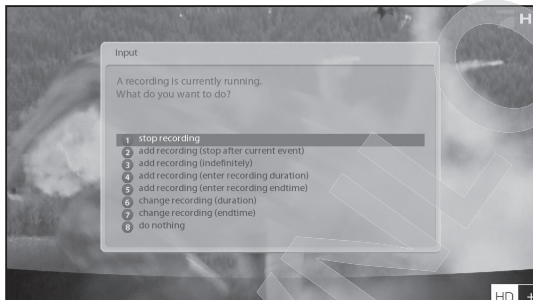 H
Input
A recording is currently running.
What do you want to do?
1 stop recording
2 add recording (stop after current event)
3 add recording (indefinitely)
4 add recording (enter recording duration)
5 add recording (enter recording endtime)
6 change recording (duration)
7 change recording (endtime)
8 do nothing
HD +